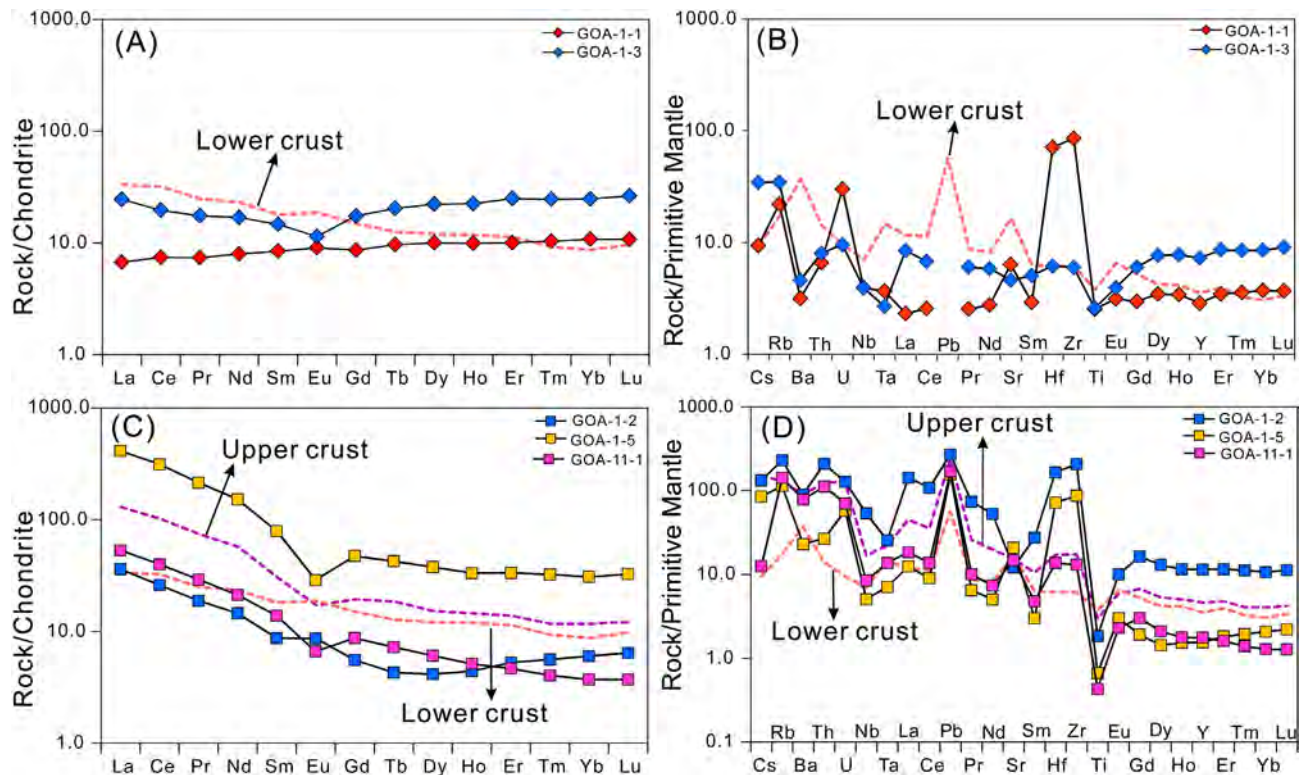 (A)
GOA-1-1
GOA-1-3
Lower crust
Rock/Chondrite
1000.0
100.0
10.0
1.0
La Ce Pr Nd Sm Eu Gd Tb Dy Ho Er Tm Yb Lu
(B)
GOA-1-1
GOA-1-3
Lower crust
Rock/Primitive Mantle
1000.0
100.0
10.0
1.0
Rb Th Nb La Pb Nd Sm Zr Eu Dy Y Tm Lu
Cs Ba U Ta Ce Pr Sr Hf Ti Gd Ho Er Yb
(C)
GOA-1-2
GOA-1-5
GOA-11-1
Upper crust
Lower crust
Rock/Chondrite
1000.0
100.0
10.0
1.0
La Ce Pr Nd Sm Eu Gd Tb Dy Ho Er Tm Yb Lu
(D)
GOA-1-2
GOA-1-5
GOA-11-1
Upper crust
Lower crust
Rock/Primitive Mantle
1000.0
100.0
10.0
1.0
0.1
Rb Th Nb La Pb Nd Sm Zr Eu Dy Y Tm Lu
Cs Ba U Ta Ce Pr Sr Hf Ti Gd Ho Er Yb